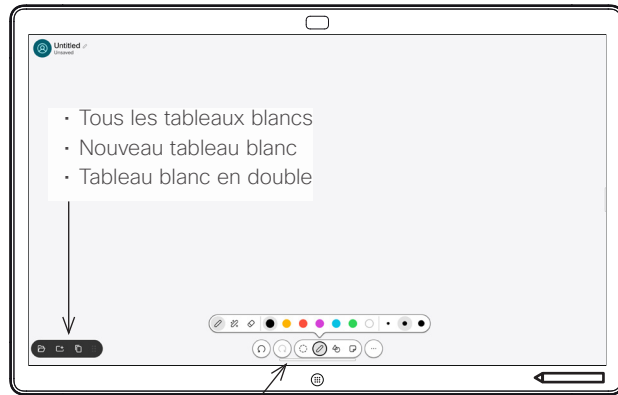 Untitled
Unsaved
· Tous les tableaux blancs
· Nouveau tableau blanc
· Tableau blanc en double